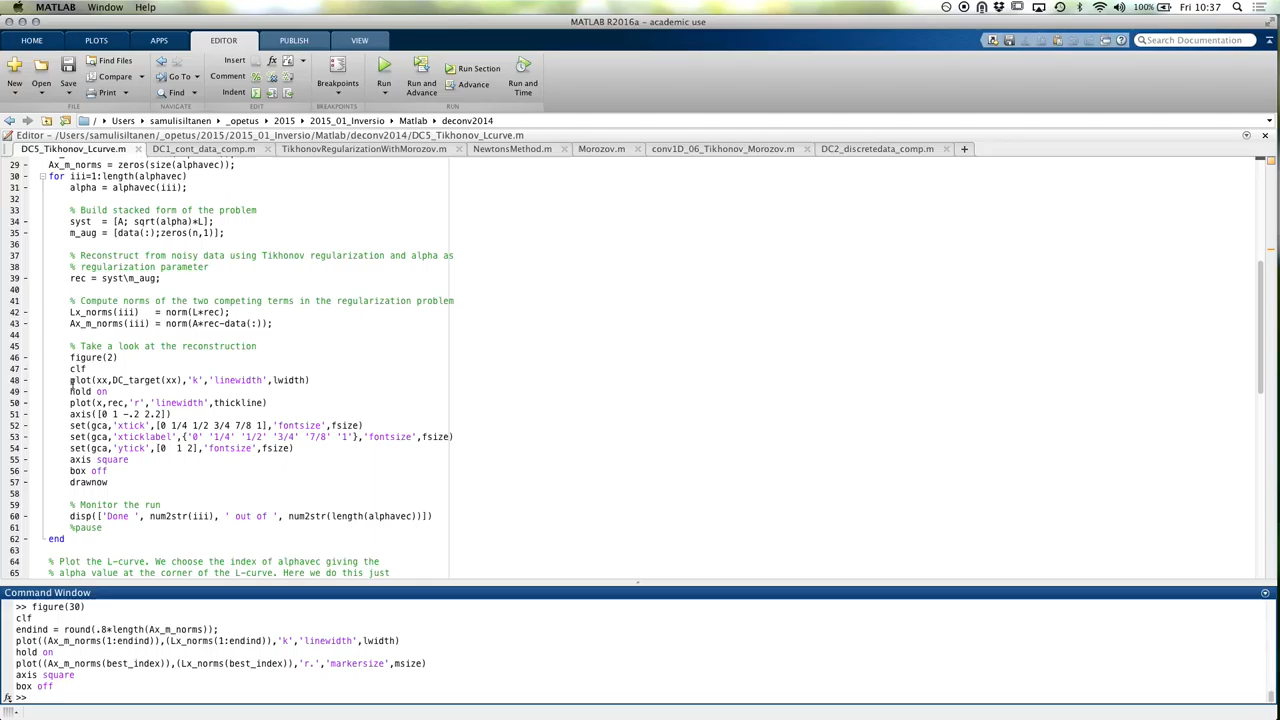 MATLAB Window Help 100% Fri 10:37
MATLAB R2016a - academic use
HOME PLOTS APPS EDITOR PUBLISH VIEW Search Documentation
New Open Save Find Files Compare Print Go To Find Insert Comment Indent Breakpoints Run Run and Advance Run Section Advance Run and Time
FILE NAVIGATE EDIT BREAKPOINTS RUN
/ Users samulisiltanen _opetus 2015 2015_01_Inversio Matlab deconv2014
Editor - /Users/samulisiltanen/_opetus/2015/2015_01_Inversio/Matlab/deconv2014/DC5_Tikhonov_Lcurve.m
DC5_Tikhonov_Lcurve.m DC1_cont_data_comp.m TikhonovRegularizationWithMorozov.m NewtonsMethod.m Morozov.m conv1D_06_Tikhonov_Morozov.m DC2_discretedata_comp.m
29 Ax_m_norms = zeros(size(alphavec));
30 for iii=1:length(alphavec)
31 alpha = alphavec(iii);
32
33 % Build stacked form of the problem
34 syst = [A; sqrt(alpha)*L];
35 m_aug = [data(:);zeros(n,1)];
36
37 % Reconstruct from noisy data using Tikhonov regularization and alpha as
38 % regularization parameter
39 rec = syst\m_aug;
40
41 % Compute norms of the two competing terms in the regularization problem
42 Lx_norms(iii) = norm(L*rec);
43 Ax_m_norms(iii) = norm(A*rec-data(:));
44
45 % Take a look at the reconstruction
46 figure(2)
47 clf
48 plot(xx,DC_target(xx),'k','linewidth',lwidth)
49 hold on
50 plot(x,rec,'r','linewidth',thickline)
51 axis([0 1 -.2 2.2])
52 set(gca,'xtick',[0 1/4 1/2 3/4 7/8 1],'fontsize',fsize)
53 set(gca,'xticklabel',{'0' '1/4' '1/2' '3/4' '7/8' '1'},'fontsize',fsize)
54 set(gca,'ytick',[0 1 2],'fontsize',fsize)
55 axis square
56 box off
57 drawnow
58
59 % Monitor the run
60 disp(['Done ', num2str(iii), ' out of ', num2str(length(alphavec))])
61 %pause
62 end
63
64 % Plot the L-curve. We choose the index of alphavec giving the
65 % alpha value at the corner of the L-curve. Here we do this just
Command Window
>> figure(30)
clf
endind = round(.8*length(Ax_m_norms));
plot((Ax_m_norms(1:endind)),(Lx_norms(1:endind)),'k','linewidth',lwidth)
hold on
plot((Ax_m_norms(best_index)),(Lx_norms(best_index)),'r.','markersize',msize)
axis square
box off
fx >>